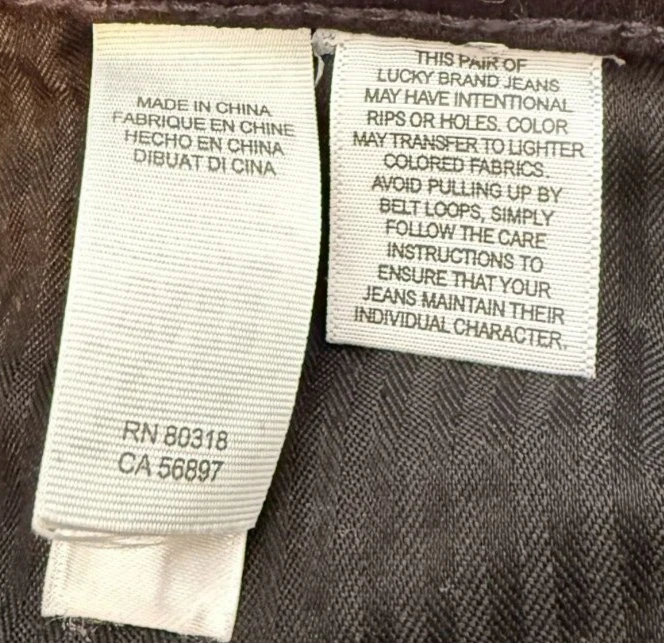 MADE IN CHINA
FABRIQUE EN CHINE
HECHO EN CHINA
DIBUAT DI CINA
RN 80318
CA 56897
THIS PAIR OF
LUCKY BRAND JEANS
MAY HAVE INTENTIONAL
RIPS OR HOLES. COLOR
MAY TRANSFER TO LIGHTER
COLORED FABRICS.
AVOID PULLING UP BY
BELT LOOPS, SIMPLY
FOLLOW THE CARE
INSTRUCTIONS TO
ENSURE THAT YOUR
JEANS MAINTAIN THEIR
INDIVIDUAL CHARACTER.